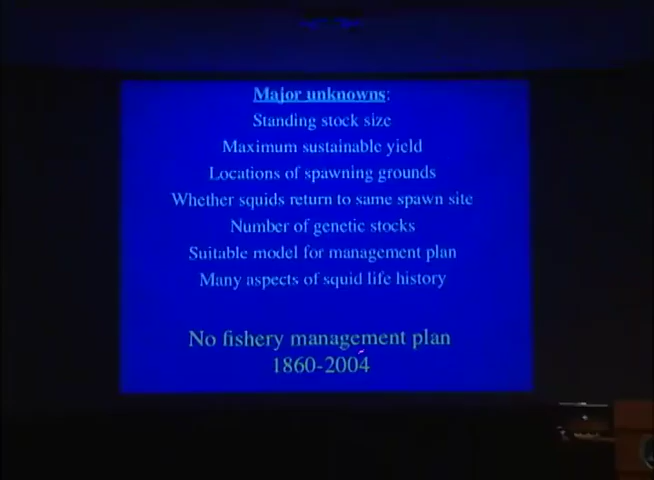 Major unknowns:
Standing stock size
Maximum sustainable yield
Locations of spawning grounds
Whether squids return to same spawn site
Number of genetic stocks
Suitable model for management plan
Many aspects of squid life history
No fishery management plan
1860-2004